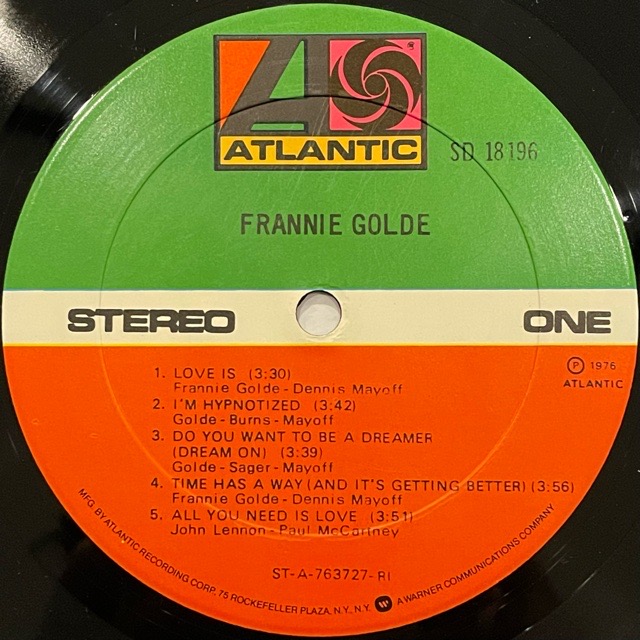 ATLANTIC
SD 18196
FRANNIE GOLDE
STEREO
ONE
℗ 1976
ATLANTIC
1. LOVE IS (3:30)
Frannie Golde - Dennis Mayoff
2. I'M HYPNOTIZED (3:42)
Golde - Burns - Mayoff
3. DO YOU WANT TO BE A DREAMER
(DREAM ON) (3:39)
Golde - Sager - Mayoff
4. TIME HAS A WAY (AND IT'S GETTING BETTER) (3:56)
Frannie Golde - Dennis Mayoff
5. ALL YOU NEED IS LOVE (3:51)
John Lennon - Paul McCartney
ST-A-763727-RI
MFG. BY ATLANTIC RECORDING CORP., 75 ROCKEFELLER PLAZA, N.Y., N.Y. A WARNER COMMUNICATIONS COMPANY